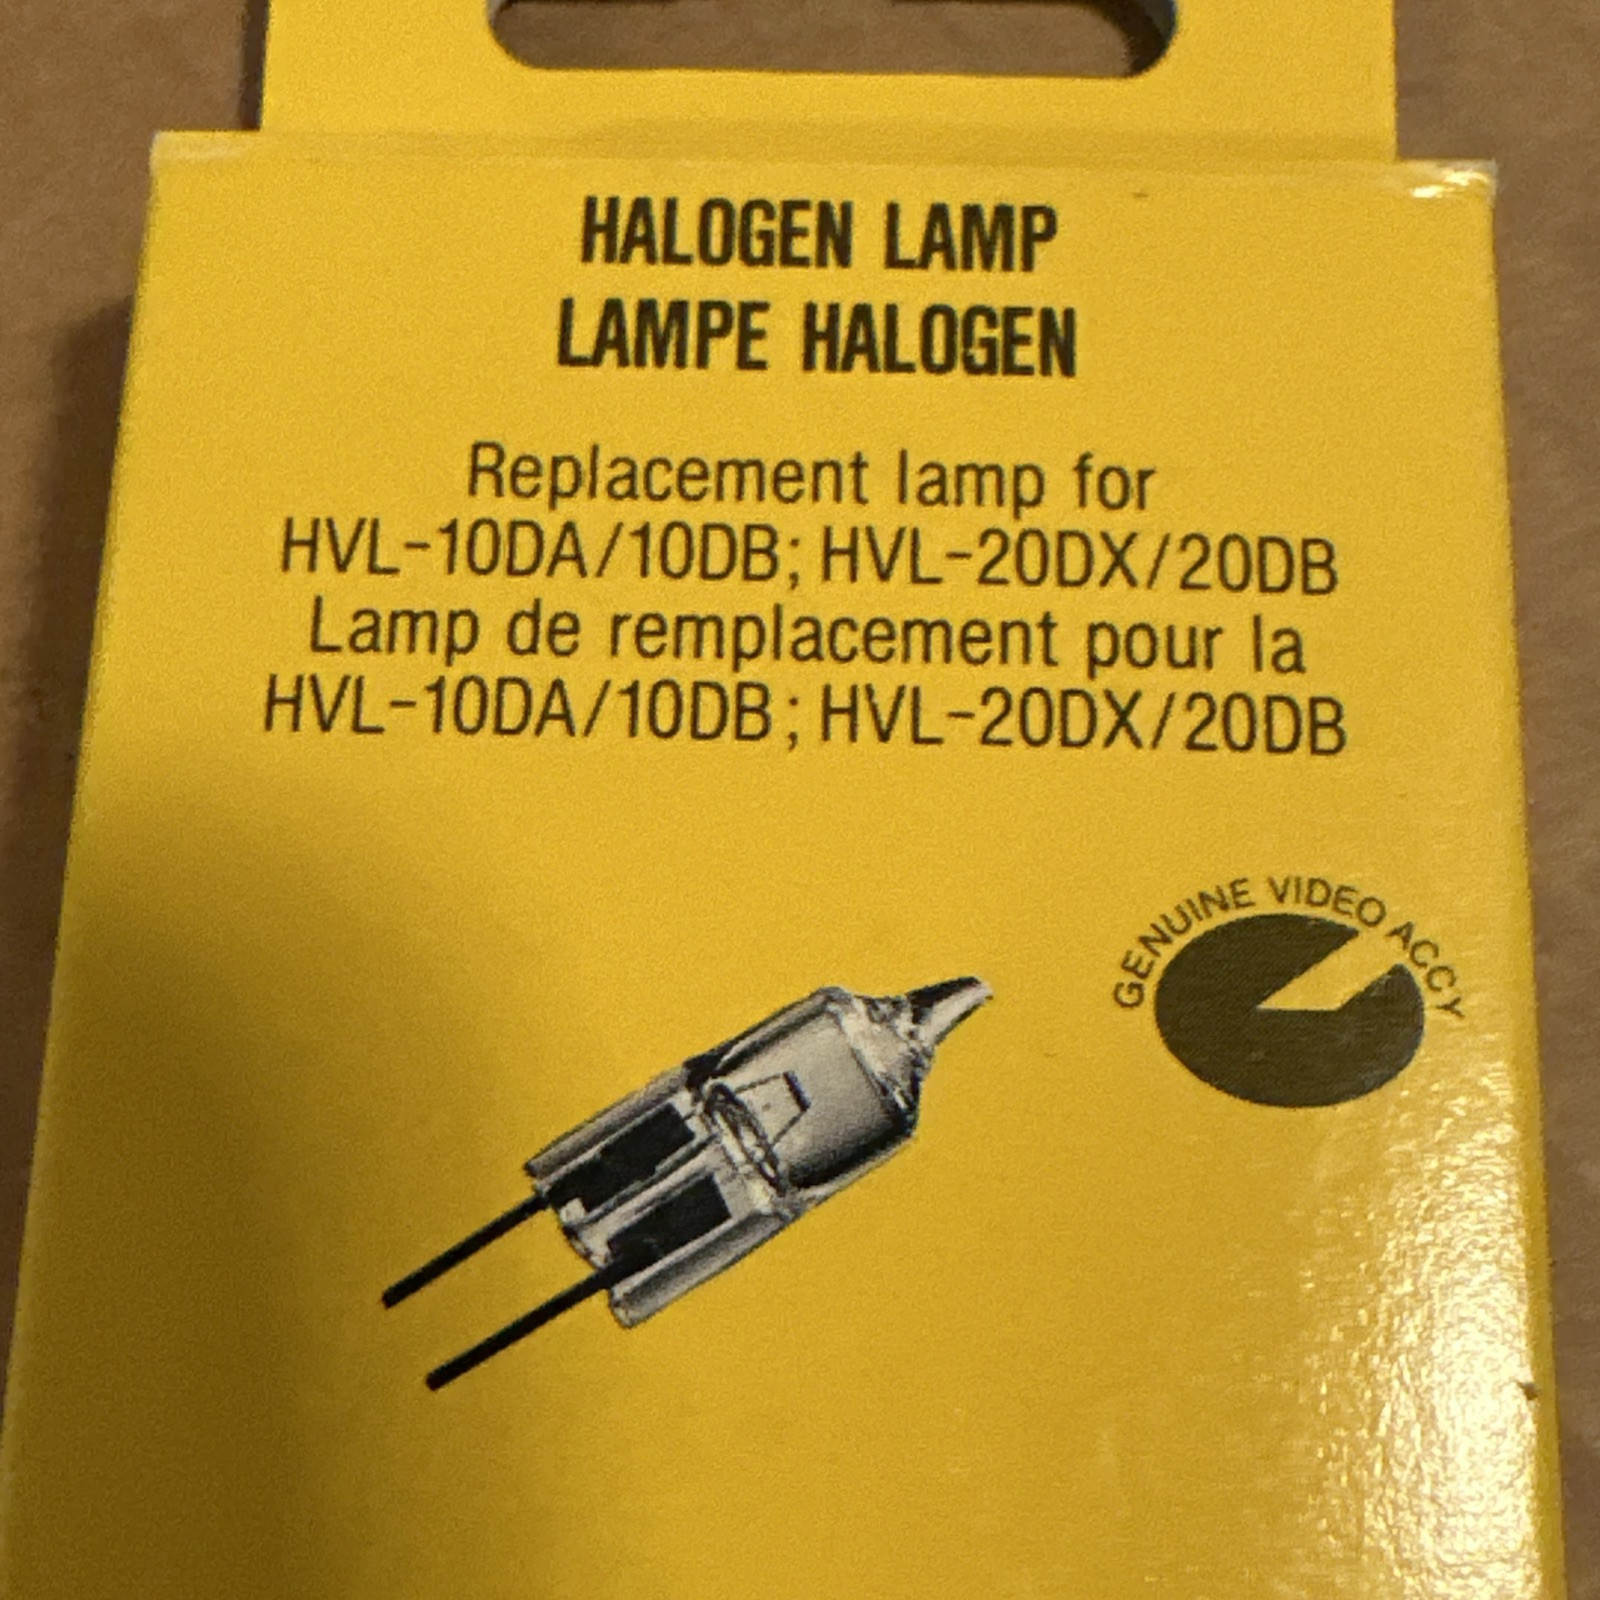 HALOGEN LAMP
LAMPE HALOGEN
Replacement lamp for
HVL-10DA/10DB; HVL-20DX/20DB
Lamp de remplacement pour la
HVL-10DA/10DB; HVL-20DX/20DB
GENUINE VIDEO ACCY